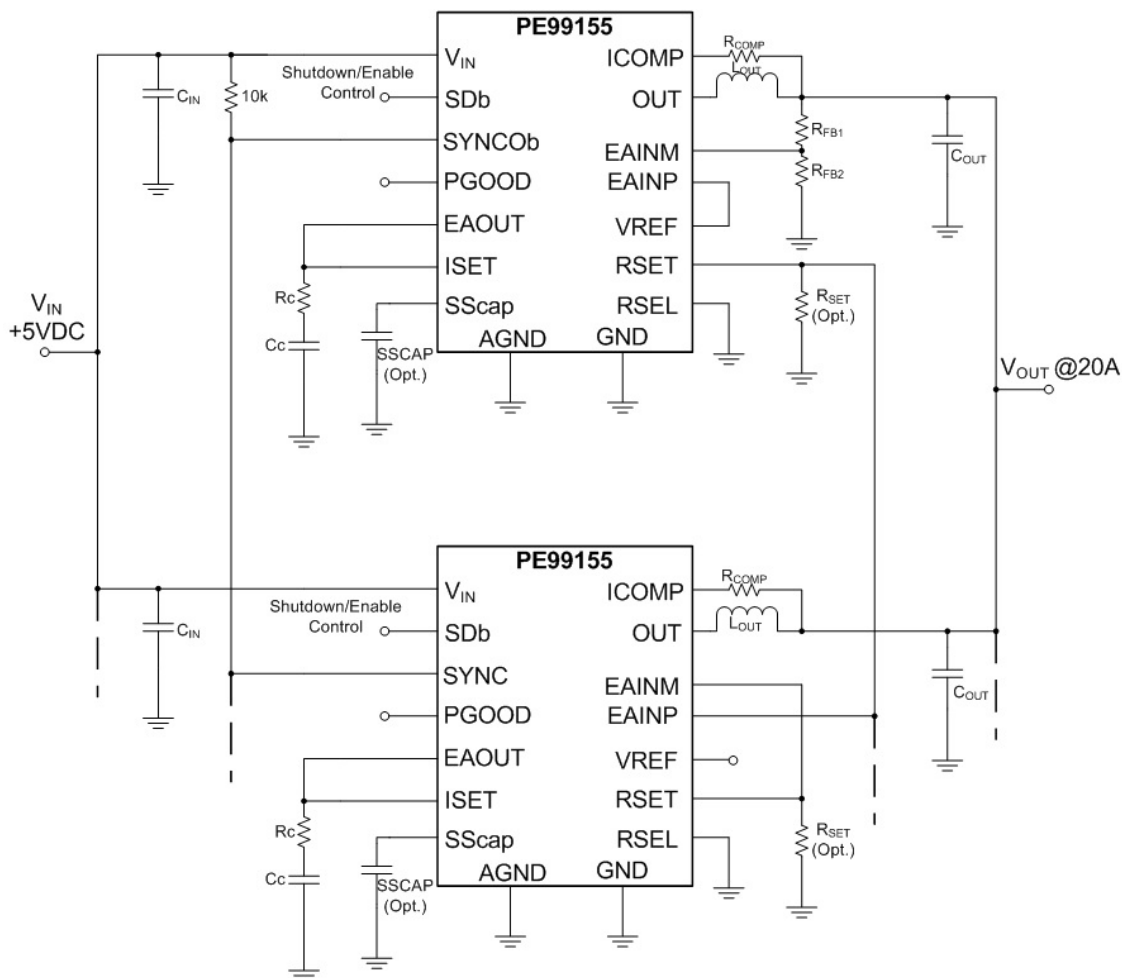 PE99155
VIN
ICOMP
RCOMP
LOUT
Shutdown/Enable
Control
SDb
OUT
CIN
10k
SYNCOb
EAINM
RFB1
RFB2
COUT
PGOOD
EAINP
EAOUT
VREF
ISET
RSET
Rc
SScap
RSEL
RSET
(Opt.)
Cc
SSCAP
(Opt.)
AGND
GND
VIN
+5VDC
VOUT @20A
PE99155
VIN
ICOMP
RCOMP
LOUT
Shutdown/Enable
Control
SDb
OUT
CIN
SYNC
EAINM
COUT
PGOOD
EAINP
EAOUT
VREF
ISET
RSET
Rc
SScap
RSEL
RSET
(Opt.)
Cc
SSCAP
(Opt.)
AGND
GND